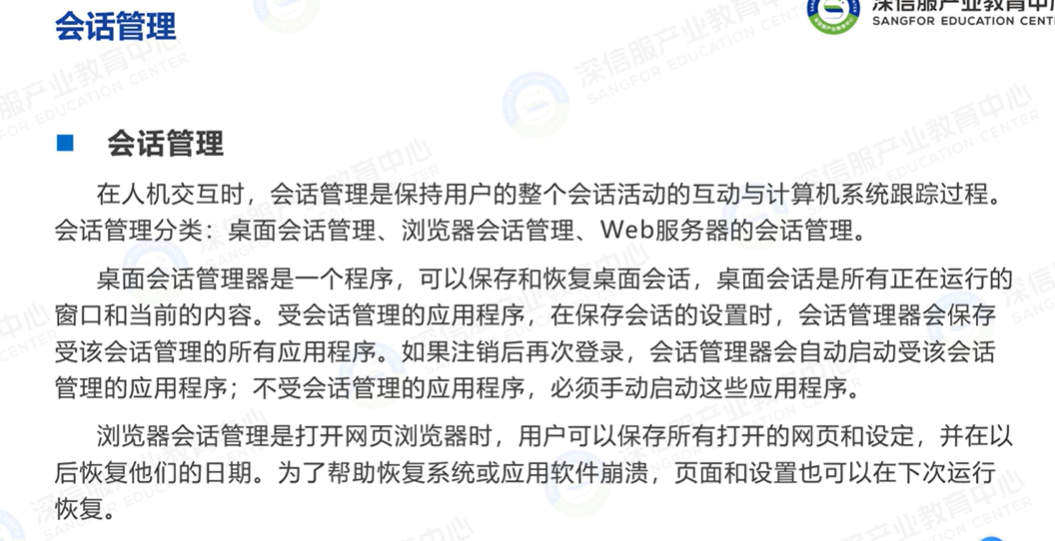 会话管理
深信服产业教育中
SANGFOR EDUCATION CENT
■ 会话管理
在人机交互时，会话管理是保持用户的整个会话活动的互动与计算机系统跟踪过程。
会话管理分类：桌面会话管理、浏览器会话管理、Web服务器的会话管理。
桌面会话管理器是一个程序，可以保存和恢复桌面会话，桌面会话是所有正在运行的
窗口和当前的内容。受会话管理的应用程序，在保存会话的设置时，会话管理器会保存
受该会话管理的所有应用程序。如果注销后再次登录，会话管理器会自动启动受该会话
管理的应用程序；不受会话管理的应用程序，必须手动启动这些应用程序。
浏览器会话管理是打开网页浏览器时，用户可以保存所有打开的网页和设定，并在以
后恢复他们的日期。为了帮助恢复系统或应用软件崩溃，页面和设置也可以在下次运行
恢复。